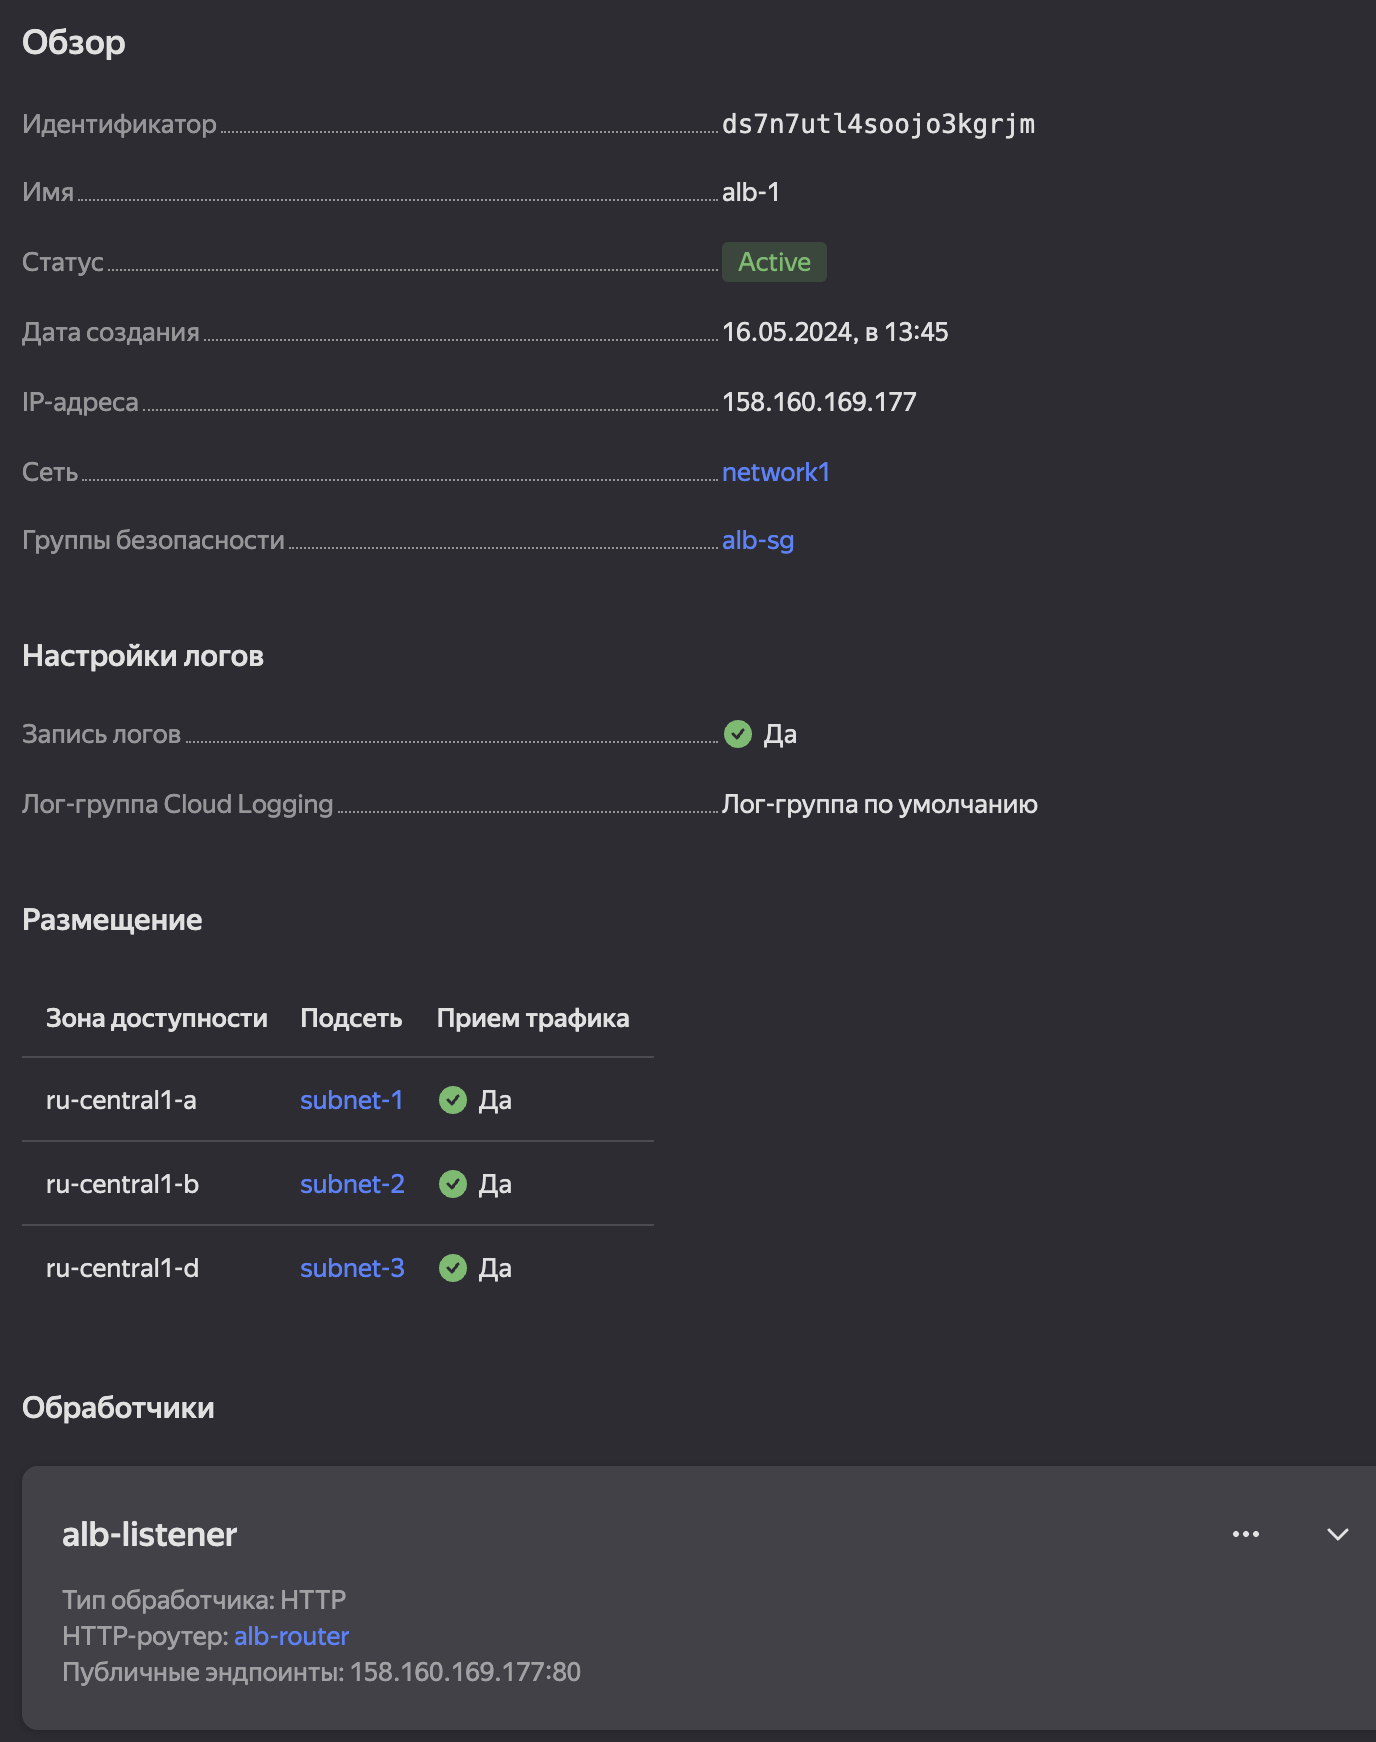 Обзор
Идентификатор ds7n7utl4soojo3kgrjm
Имя alb-1
Статус Active
Дата создания 16.05.2024, в 13:45
IP-адреса 158.160.169.177
Сеть network1
Группы безопасности alb-sg
Настройки логов
Запись логов Да
Лог-группа Cloud Logging Лог-группа по умолчанию
Размещение
Зона доступности Подсеть Прием трафика
ru-central1-a subnet-1 Да
ru-central1-b subnet-2 Да
ru-central1-d subnet-3 Да
Обработчики
alb-listener
Тип обработчика: HTTP
HTTP-роутер: alb-router
Публичные эндпоинты: 158.160.169.177:80